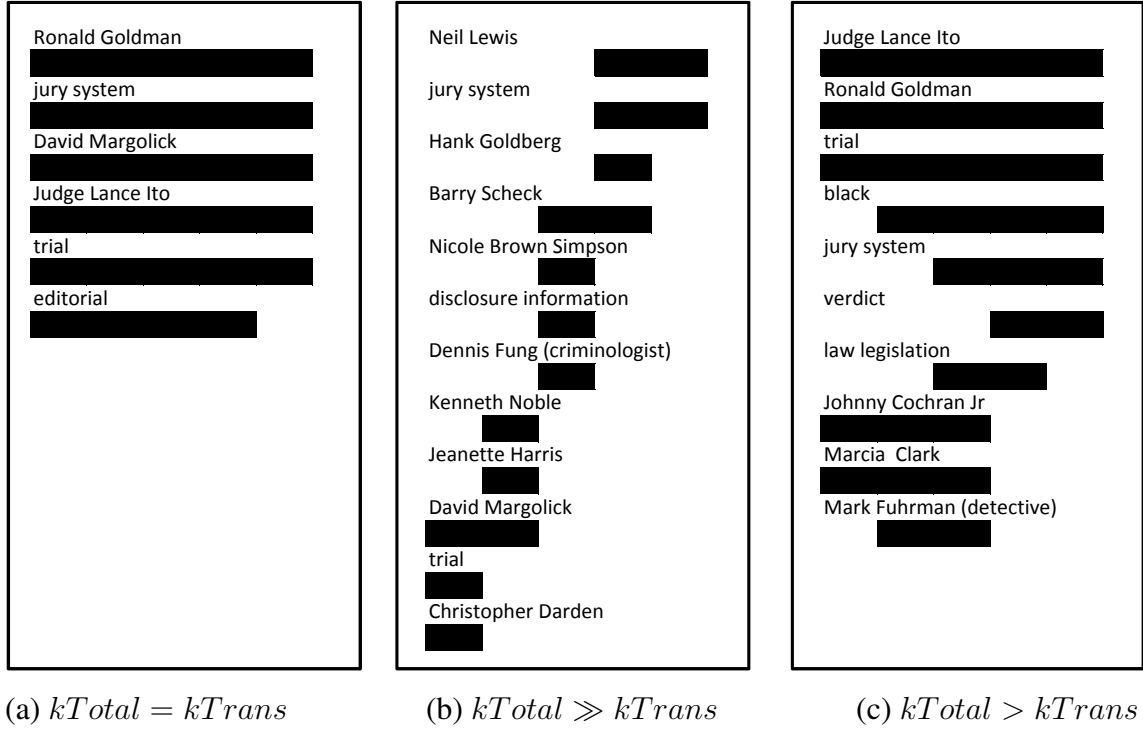 Ronald Goldman
jury system
David Margolick
Judge Lance Ito
trial
editorial
Neil Lewis
jury system
Hank Goldberg
Barry Scheck
Nicole Brown Simpson
disclosure information
Dennis Fung (criminologist)
Kenneth Noble
Jeanette Harris
David Margolick
trial
Christopher Darden
Judge Lance Ito
Ronald Goldman
trial
black
jury system
verdict
law legislation
Johnny Cochran Jr
Marcia  Clark
Mark Fuhrman (detective)
(a) kTotal = kTrans
(b) kTotal ≫ kTrans
(c) kTotal > kTrans